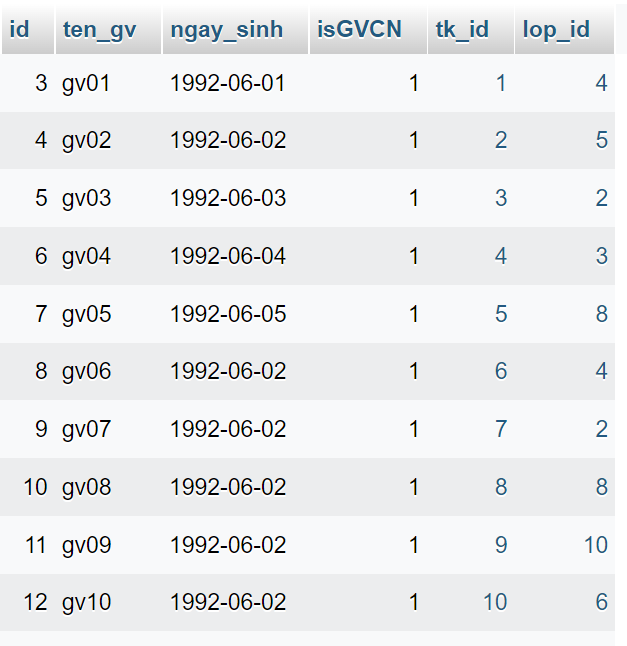 id ten_gv ngay_sinh isGVCN tk_id lop_id
3 gv01 1992-06-01 1 1 4
4 gv02 1992-06-02 1 2 5
5 gv03 1992-06-03 1 3 2
6 gv04 1992-06-04 1 4 3
7 gv05 1992-06-05 1 5 8
8 gv06 1992-06-02 1 6 4
9 gv07 1992-06-02 1 7 2
10 gv08 1992-06-02 1 8 8
11 gv09 1992-06-02 1 9 10
12 gv10 1992-06-02 1 10 6